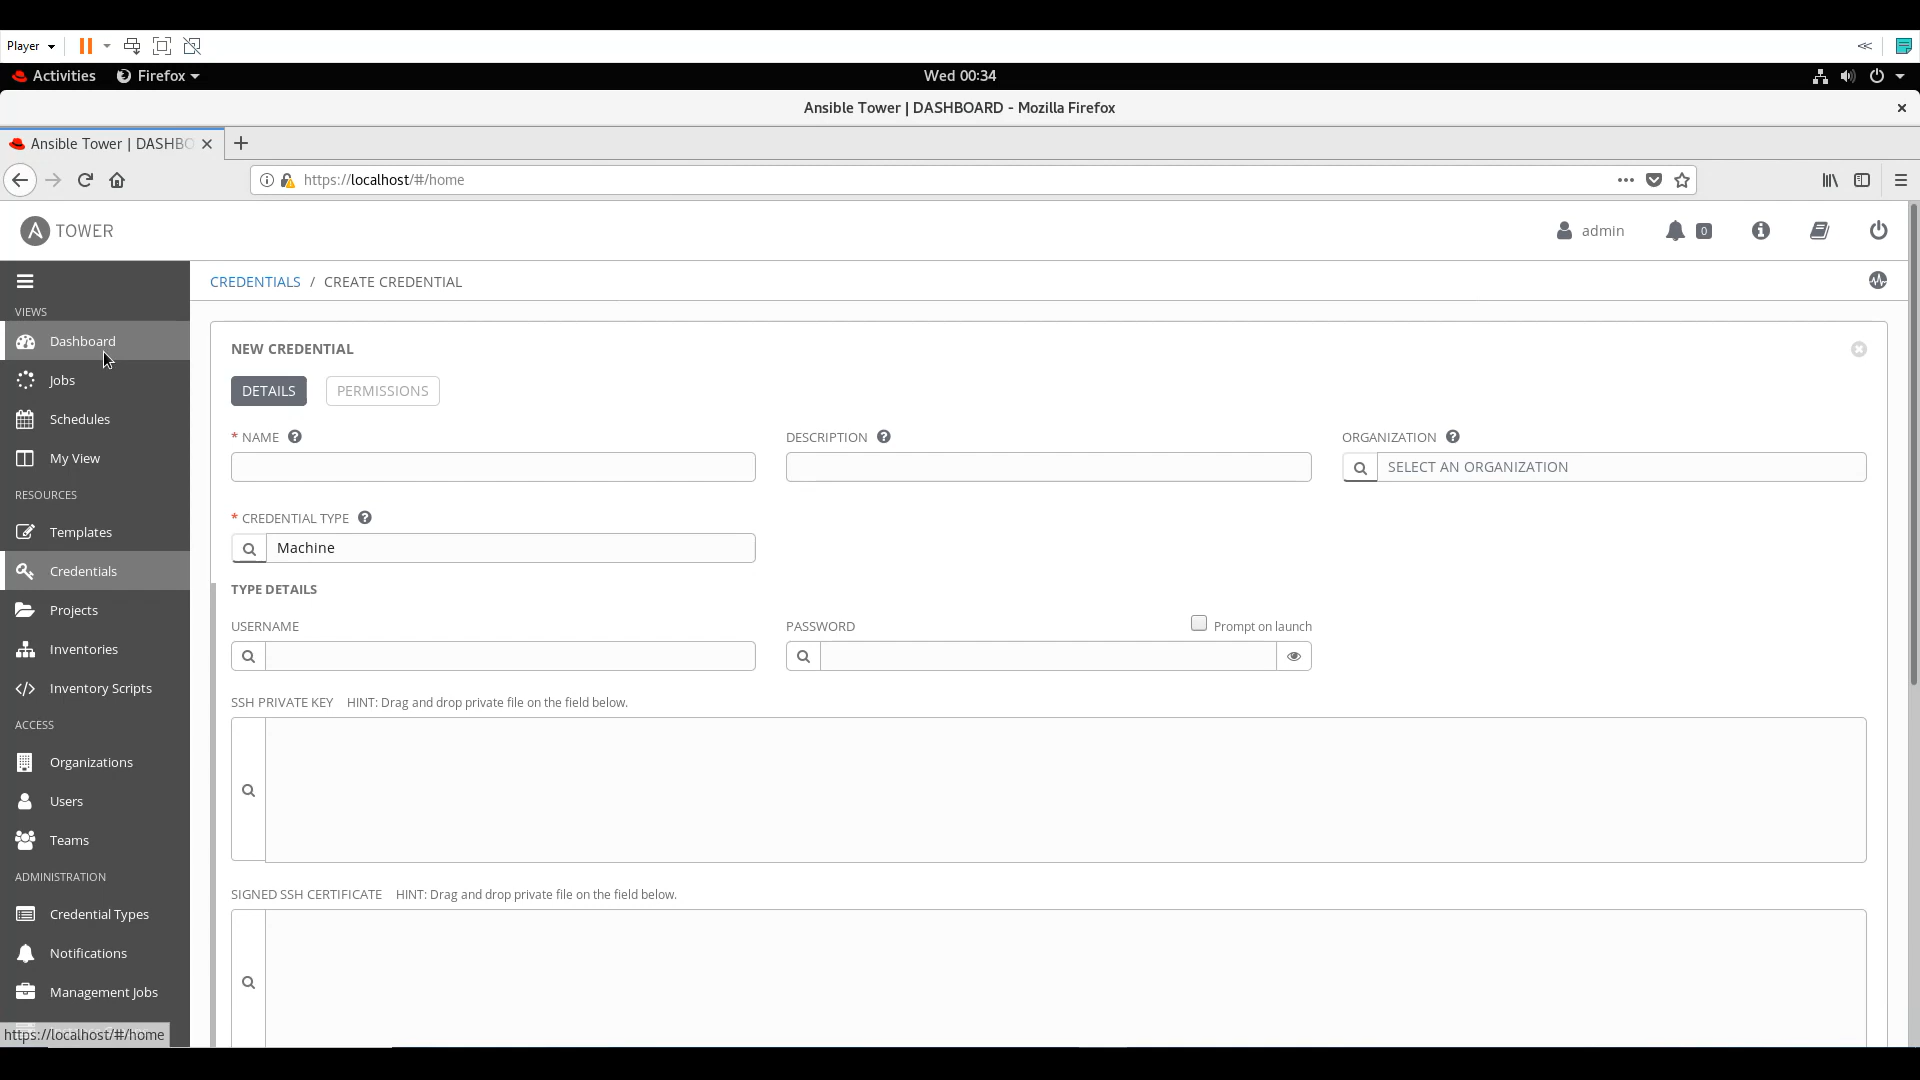 Player
Activities
Firefox
Wed 00:34
Ansible Tower | DASHBOARD - Mozilla Firefox
Ansible Tower | DASHBO
https://localhost/#/home
TOWER
admin
0
VIEWS
Dashboard
Jobs
Schedules
My View
RESOURCES
Templates
Credentials
Projects
Inventories
Inventory Scripts
ACCESS
Organizations
Users
Teams
ADMINISTRATION
Credential Types
Notifications
Management Jobs
https://localhost/#/home
CREDENTIALS / CREATE CREDENTIAL
NEW CREDENTIAL
DETAILS PERMISSIONS
* NAME
DESCRIPTION
ORGANIZATION
SELECT AN ORGANIZATION
* CREDENTIAL TYPE
Machine
TYPE DETAILS
USERNAME
PASSWORD
Prompt on launch
SSH PRIVATE KEY HINT: Drag and drop private file on the field below.
SIGNED SSH CERTIFICATE HINT: Drag and drop private file on the field below.